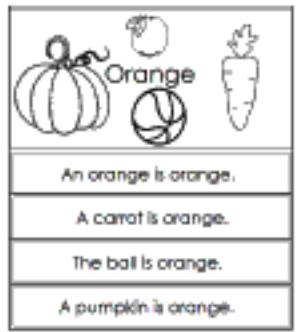 Orange
An orange is orange.
A carrot is orange.
The ball is orange.
A pumpkin is orange.